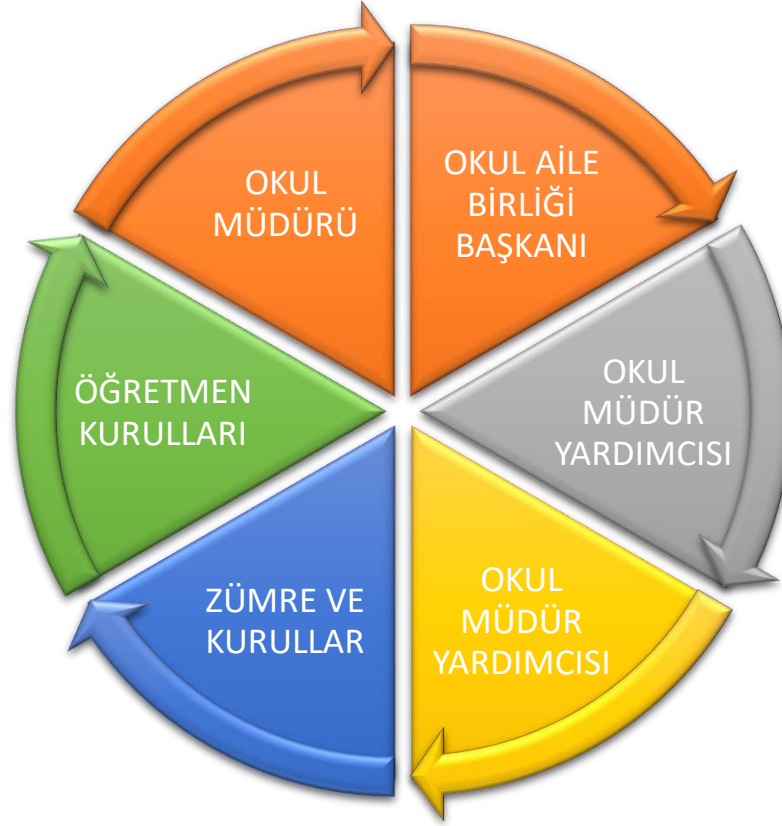 OKUL
MÜDÜRÜ
OKUL AİLE
BİRLİĞİ
BAŞKANI
OKUL
MÜDÜR
YARDIMCISI
OKUL
MÜDÜR
YARDIMCISI
ZÜMRE VE
KURULLAR
ÖĞRETMEN
KURULLARI